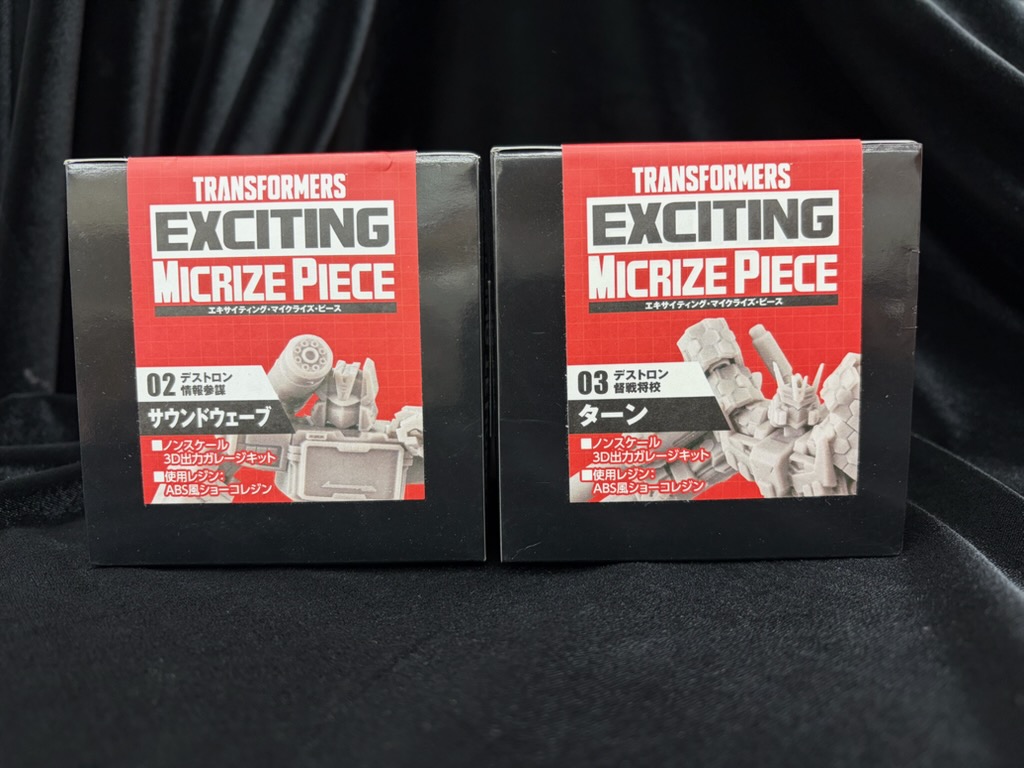 TRANSFORMERS
EXCITING
MICRIZE PIECE
エキサイティング・マイクライズ・ピース
02 デストロン
情報参謀
サウンドウェーブ
■ノンスケール
3D出力ガレージキット
■使用レジン:
ABS風ショーコレジン
TRANSFORMERS
EXCITING
MICRIZE PIECE
エキサイティング・マイクライズ・ピース
03 デストロン
督戦将校
ターン
■ノンスケール
3D出力ガレージキット
■使用レジン:
ABS風ショーコレジン